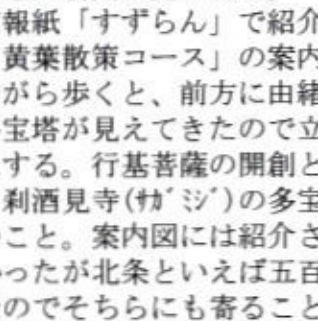 報紙「すずらん」で紹介
黄葉散策コース」の案内
がら歩くと、前方に由緒
宝塔が見えてきたので立
する。行基菩薩の開創と
刹酒見寺(ｻｶﾞﾐｼﾞ)の多宝
こと。案内図には紹介さ
ったが北条といえば五百
のでそちらにも寄ること